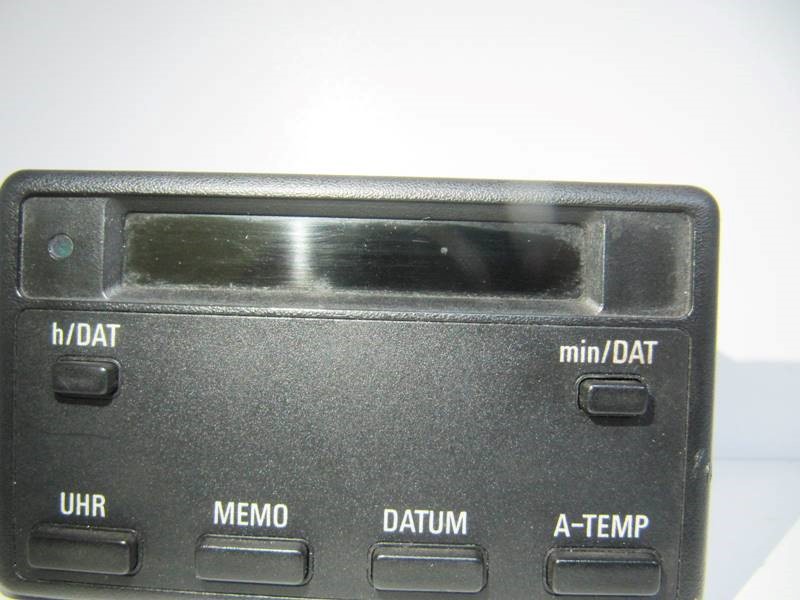 h/DAT min/DAT
UHR MEMO DATUM A-TEMP